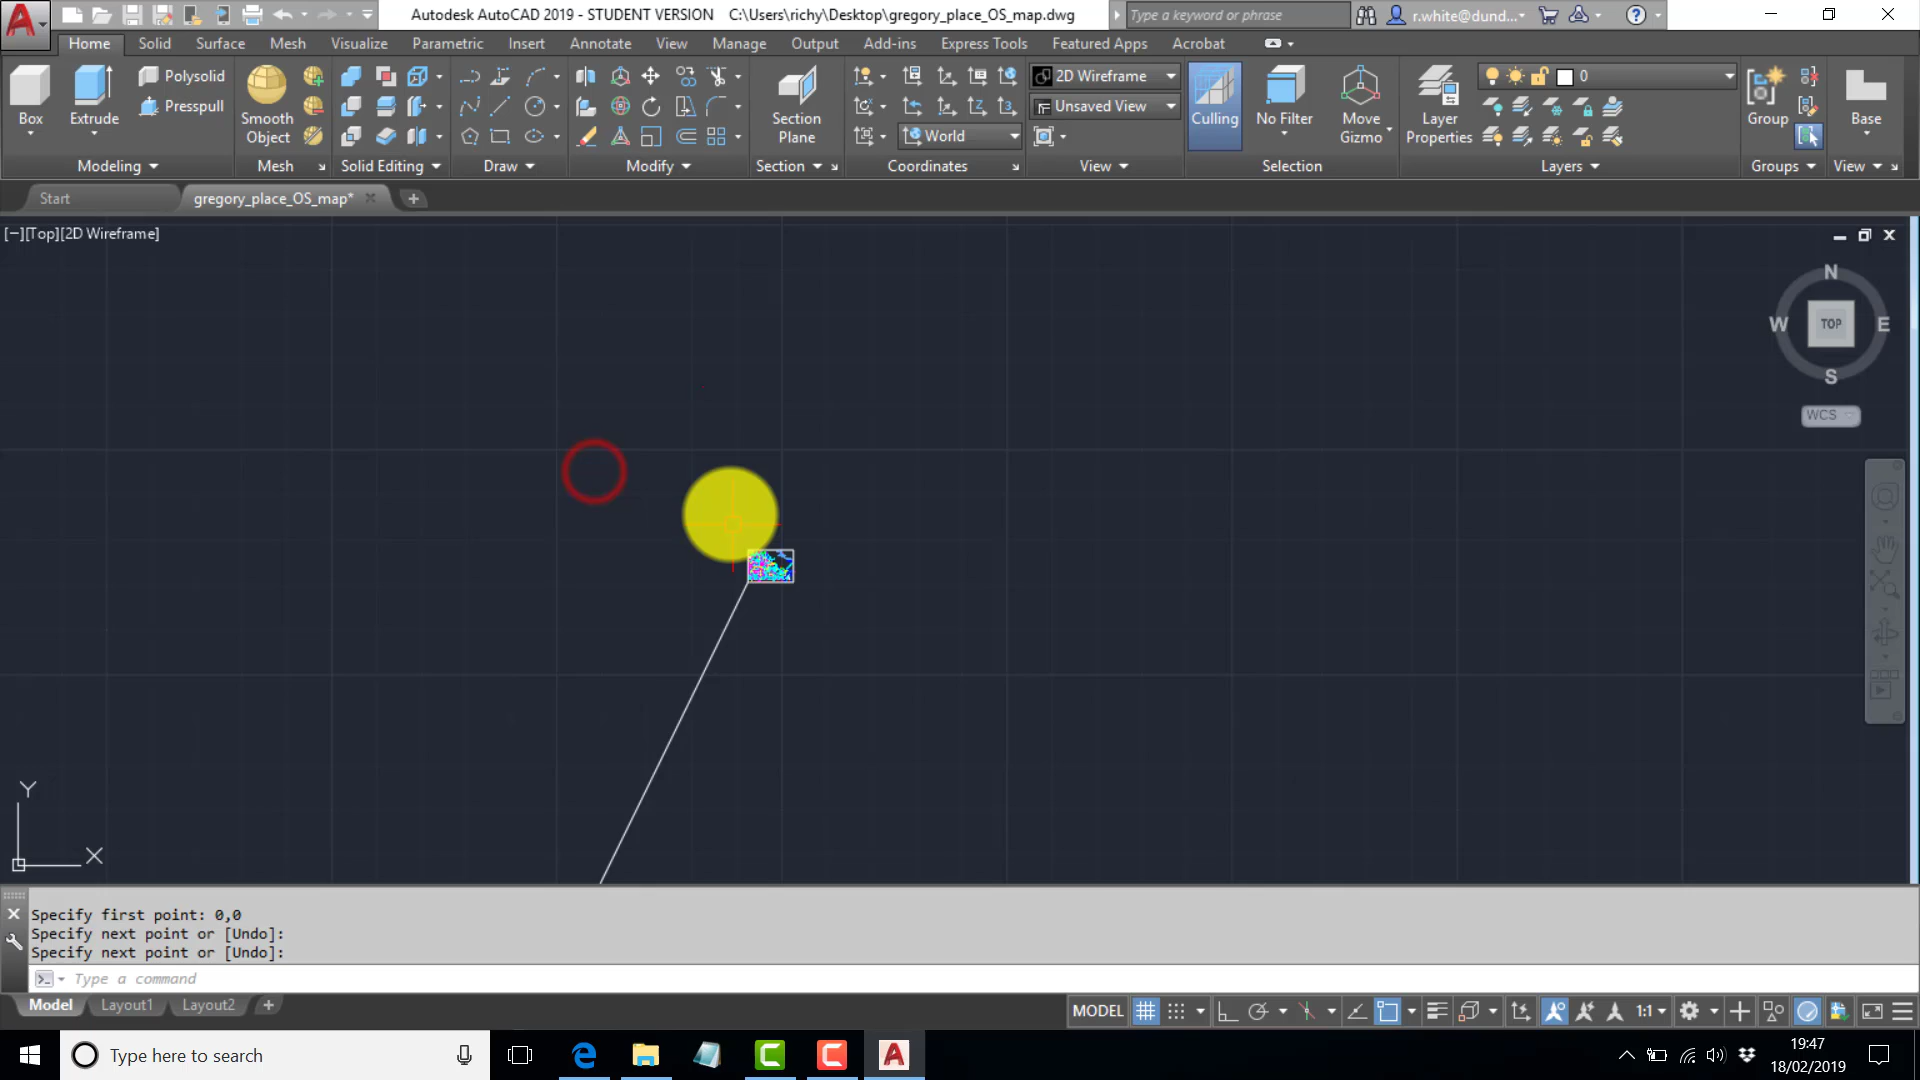 Autodesk AutoCAD 2019 - STUDENT VERSION C:\Users\richy\Desktop\gregory_place_OS_map.dwg
Type a keyword or phrase
r.white@dund...
Home Solid Surface Mesh Visualize Parametric Insert Annotate View Manage Output Add-ins Express Tools Featured Apps Acrobat
Box
Extrude
Polysolid
Presspull
Smooth
Object
Section
Plane
World
2D Wireframe
Unsaved View
Culling
No Filter
Move
Gizmo
Layer
Properties
0
Group
Base
Modeling Mesh Solid Editing Draw Modify Section Coordinates View Selection Layers Groups View
Start
gregory_place_OS_map*
[−][Top][2D Wireframe]
N
W
TOP
E
S
WCS
Y
X
Specify first point: 0,0
Specify next point or [Undo]:
Specify next point or [Undo]:
Type a command
Model Layout1 Layout2
MODEL
1:1
Type here to search
19:47
18/02/2019